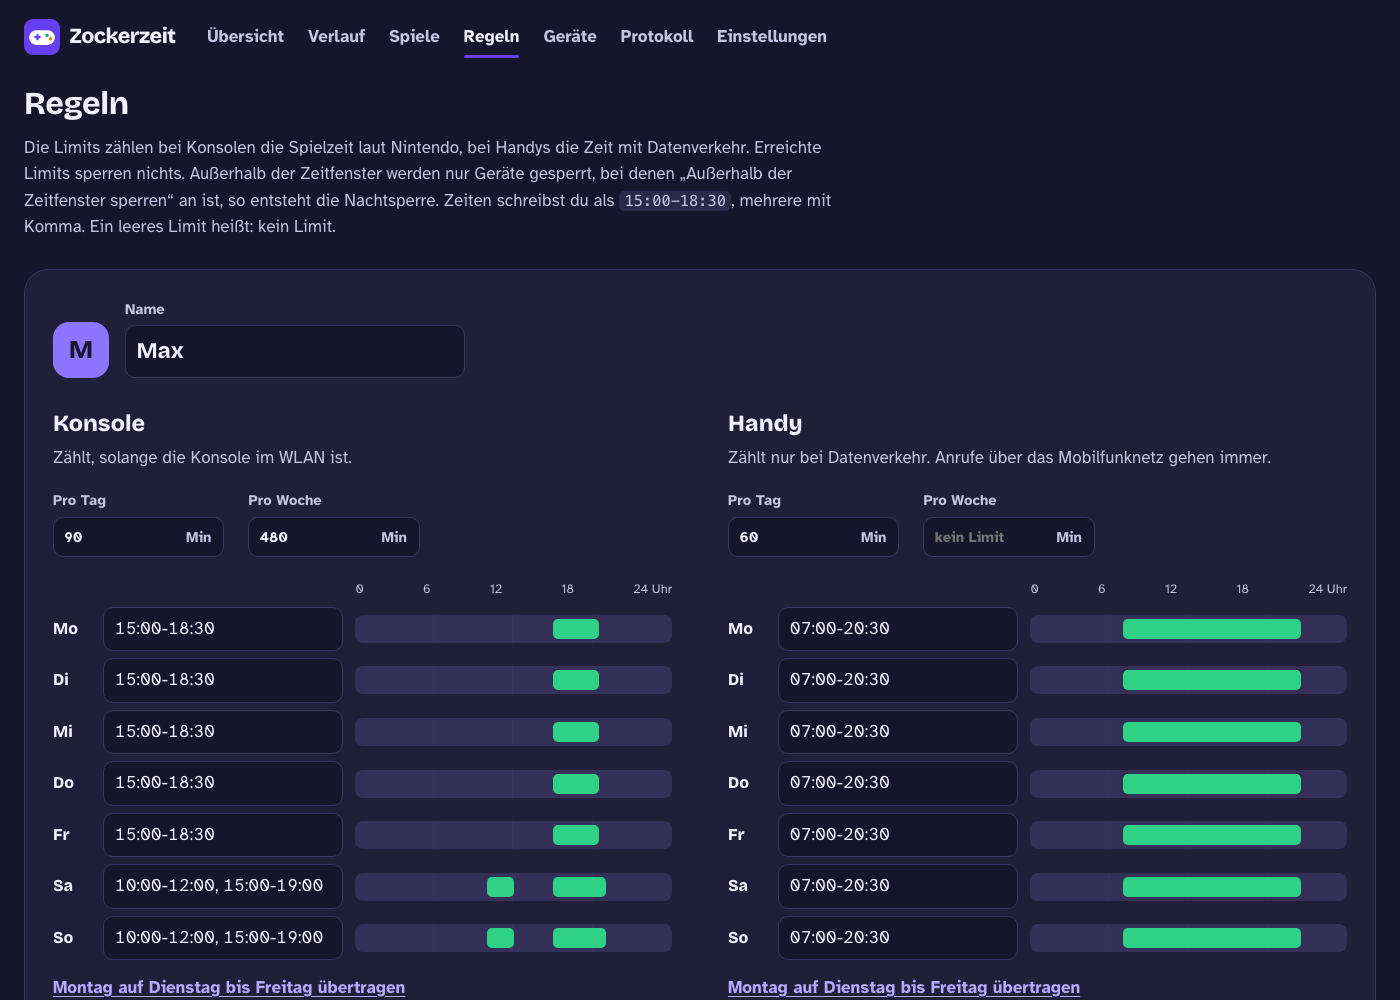 Zockerzeit Übersicht Verlauf Spiele Regeln Geräte Protokoll Einstellungen
Regeln
Die Limits zählen bei Konsolen die Spielzeit laut Nintendo, bei Handys die Zeit mit Datenverkehr. Erreichte
Limits sperren nichts. Außerhalb der Zeitfenster werden nur Geräte gesperrt, bei denen „Außerhalb der
Zeitfenster sperren“ an ist, so entsteht die Nachtsperre. Zeiten schreibst du als 15:00–18:30, mehrere mit
Komma. Ein leeres Limit heißt: kein Limit.
Name
M Max
Konsole
Zählt, solange die Konsole im WLAN ist.
Pro Tag Pro Woche
90 Min 480 Min
0 6 12 18 24 Uhr
Mo 15:00-18:30
Di 15:00-18:30
Mi 15:00-18:30
Do 15:00-18:30
Fr 15:00-18:30
Sa 10:00-12:00, 15:00-19:00
So 10:00-12:00, 15:00-19:00
Montag auf Dienstag bis Freitag übertragen
Handy
Zählt nur bei Datenverkehr. Anrufe über das Mobilfunknetz gehen immer.
Pro Tag Pro Woche
60 Min kein Limit Min
0 6 12 18 24 Uhr
Mo 07:00-20:30
Di 07:00-20:30
Mi 07:00-20:30
Do 07:00-20:30
Fr 07:00-20:30
Sa 07:00-20:30
So 07:00-20:30
Montag auf Dienstag bis Freitag übertragen